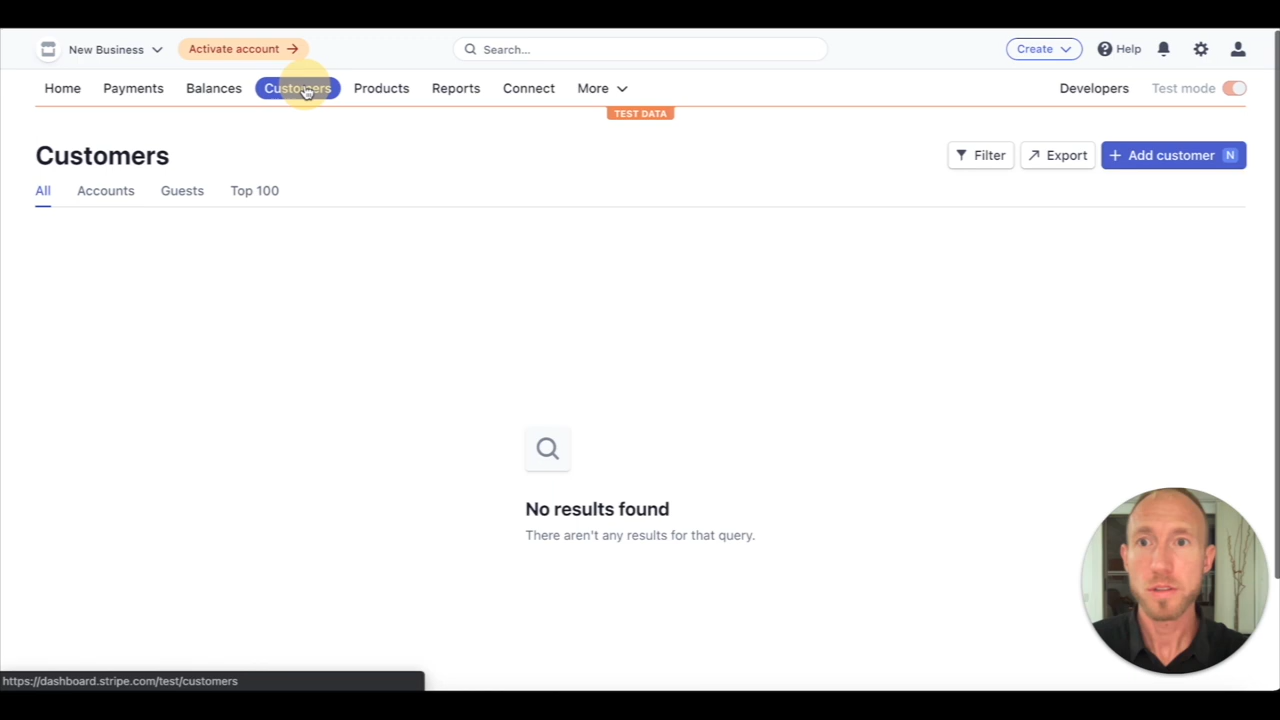 New Business
Activate account →
Search...
Create
Help
Home
Payments
Balances
Customers
Products
Reports
Connect
More
Developers
Test mode
TEST DATA
Customers
Filter
Export
+ Add customer N
All
Accounts
Guests
Top 100
No results found
There aren't any results for that query.
https://dashboard.stripe.com/test/customers